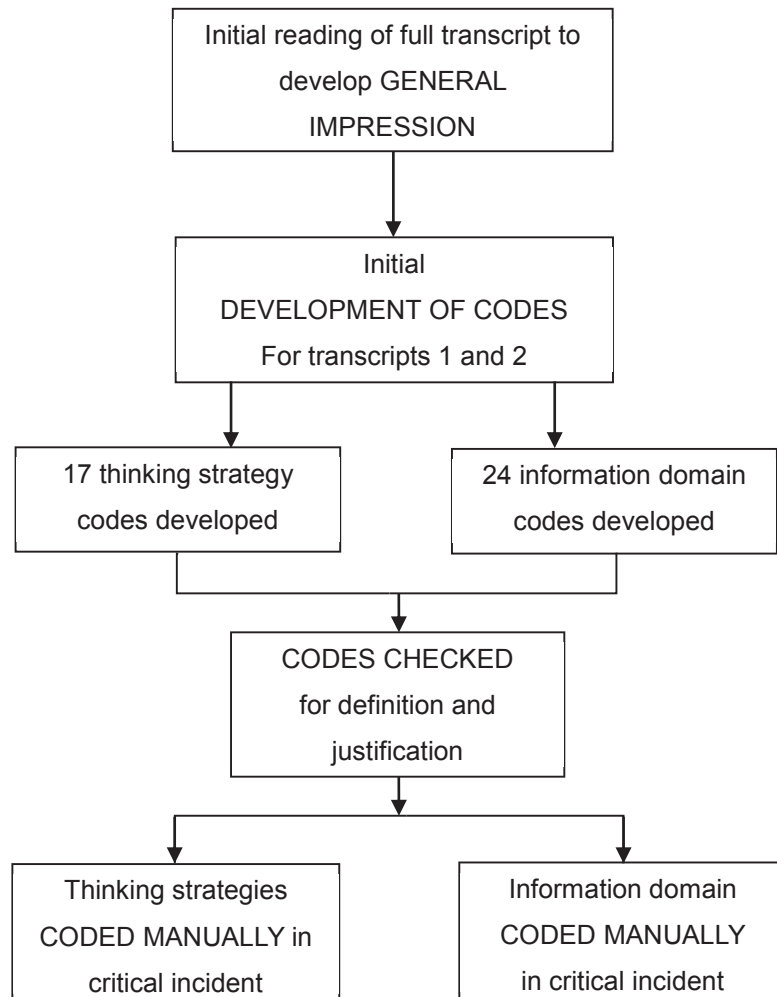 Initial reading of full transcript to
develop GENERAL
IMPRESSION
Initial
DEVELOPMENT OF CODES
For transcripts 1 and 2
17 thinking strategy
codes developed
24 information domain
codes developed
CODES CHECKED
for definition and
justification
Thinking strategies
CODED MANUALLY in
critical incident
Information domain
CODED MANUALLY
in critical incident